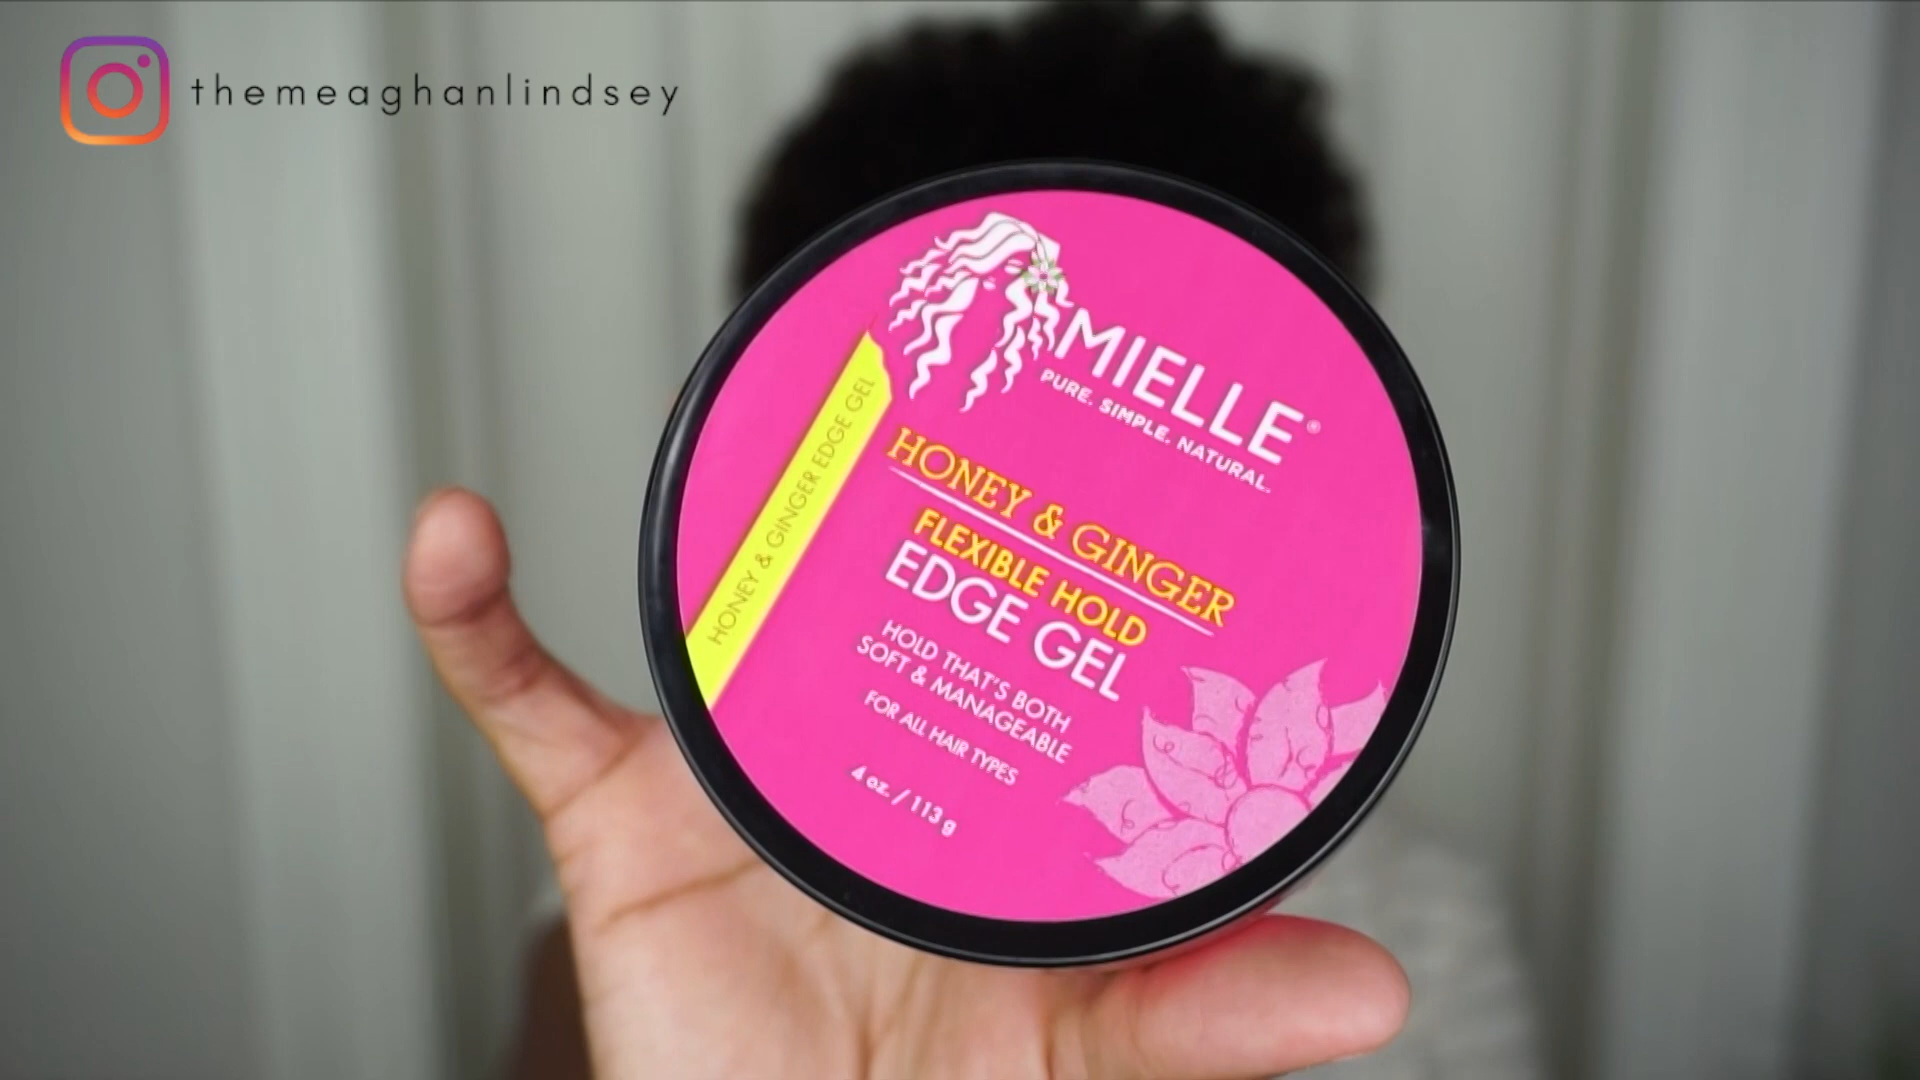 themeaghanlindsey
MIELLE®
PURE. SIMPLE. NATURAL.
HONEY & GINGER EDGE GEL
HONEY & GINGER
FLEXIBLE HOLD
EDGE GEL
HOLD THAT'S BOTH
SOFT & MANAGEABLE
FOR ALL HAIR TYPES
4 oz. / 113 g